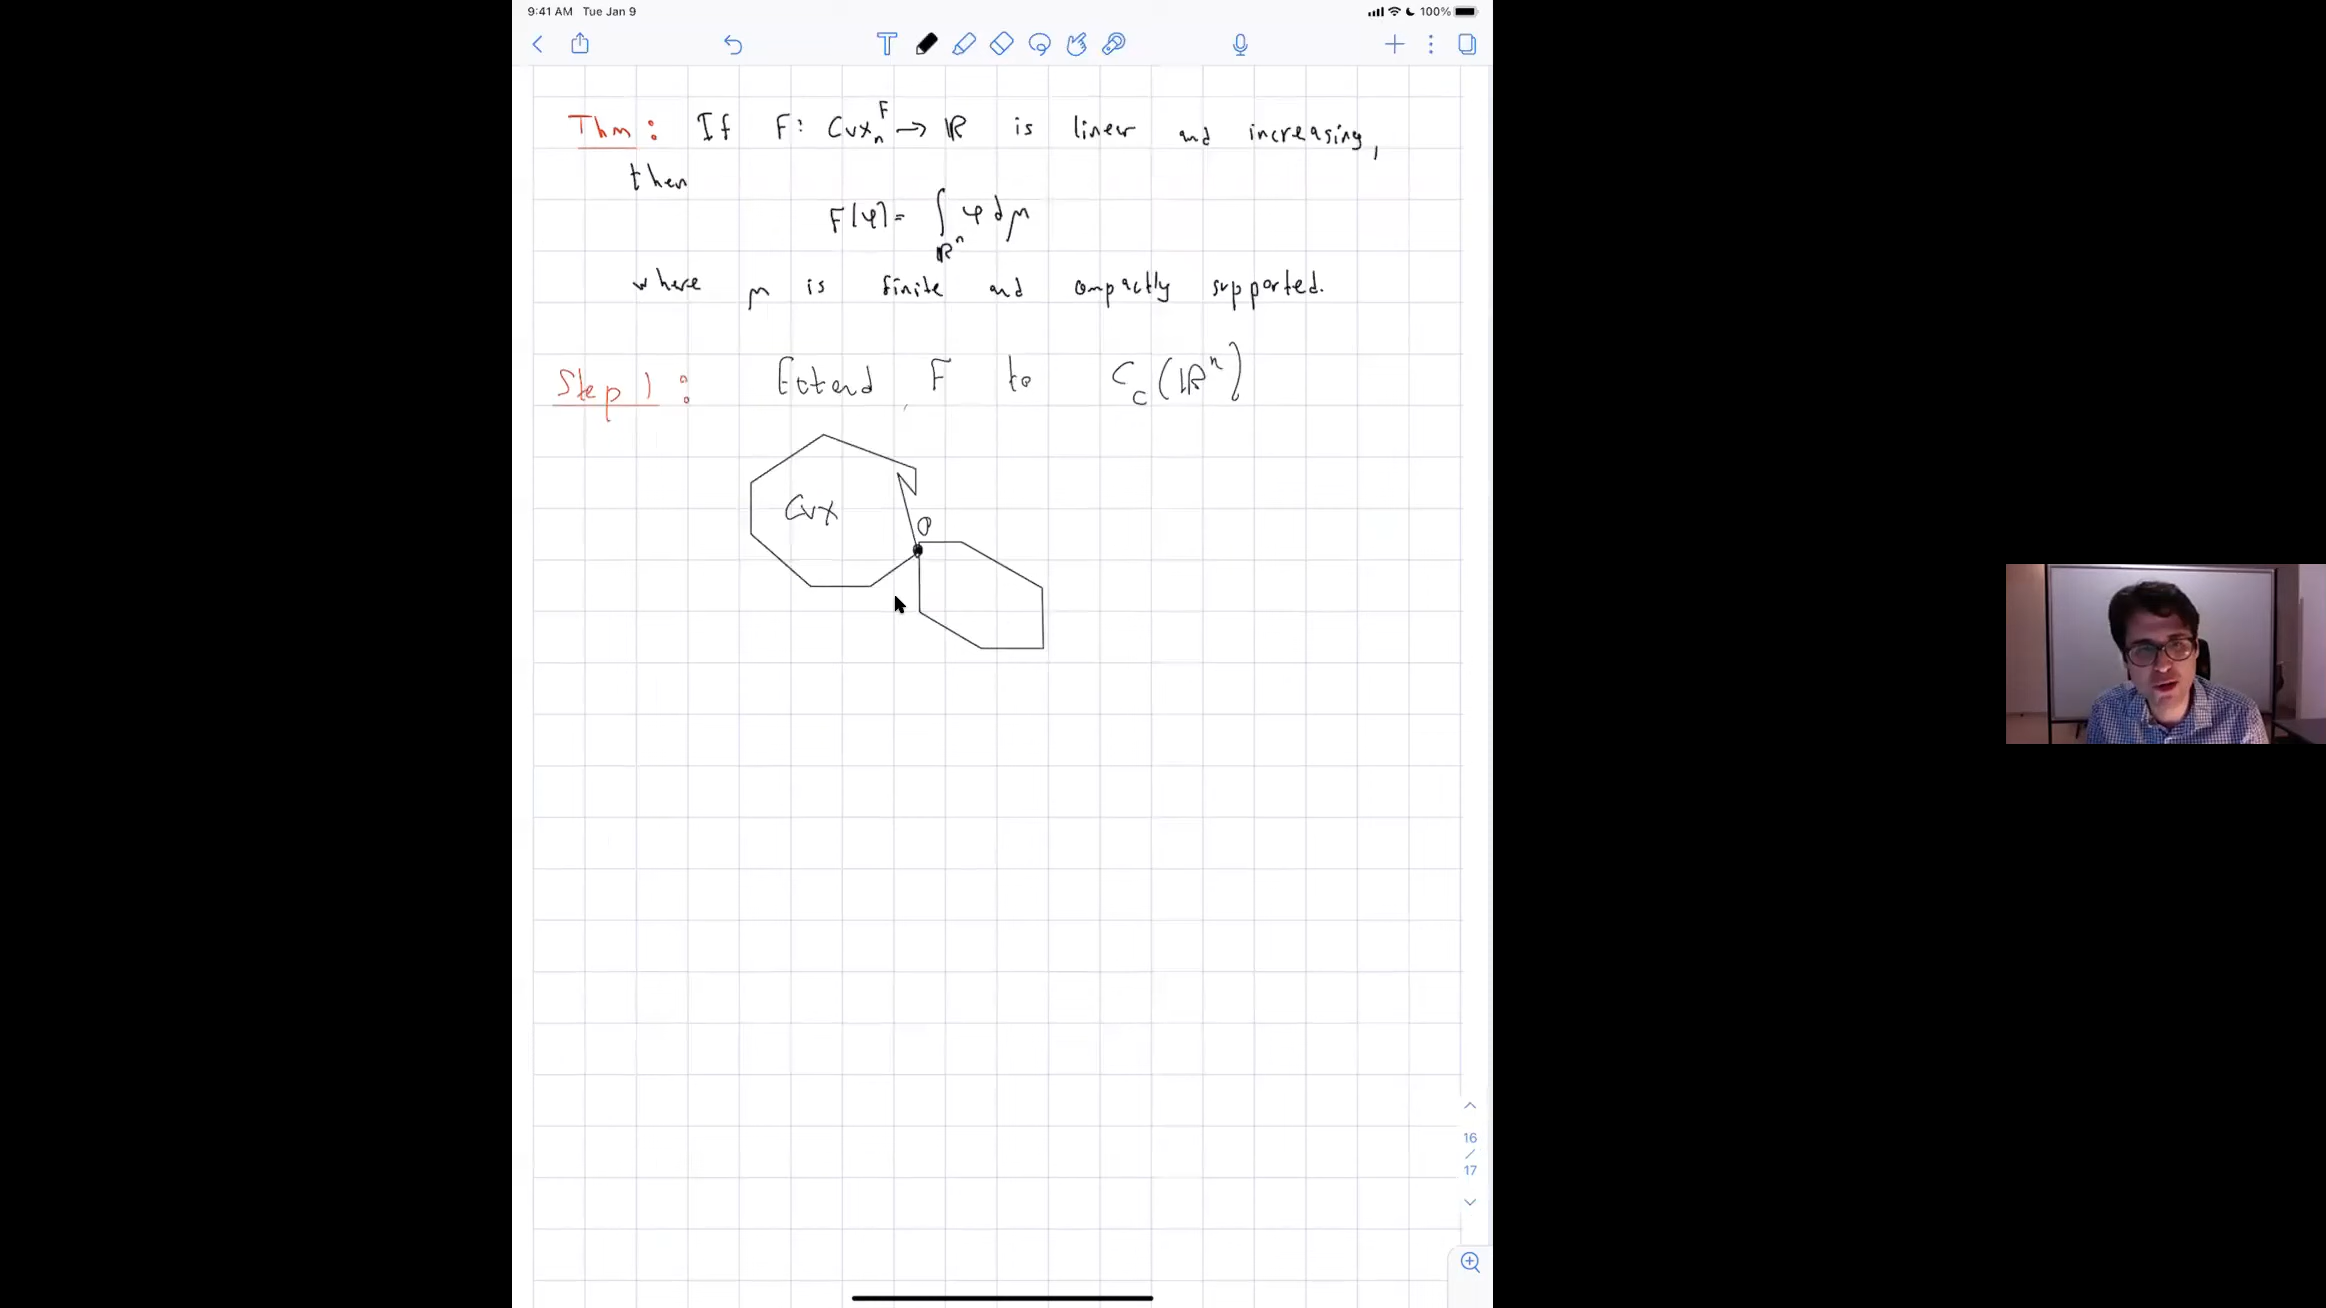 9:41 AM Tue Jan 9 100%
Thm: If F: Cvx_n^F → ℝ is linear and increasing,
then
F[φ] = ∫_{ℝ^n} φ dμ
where μ is finite and compactly supported.
Step 1: Extend F to C_c(ℝ^n)
Cvx
0
16
/
17